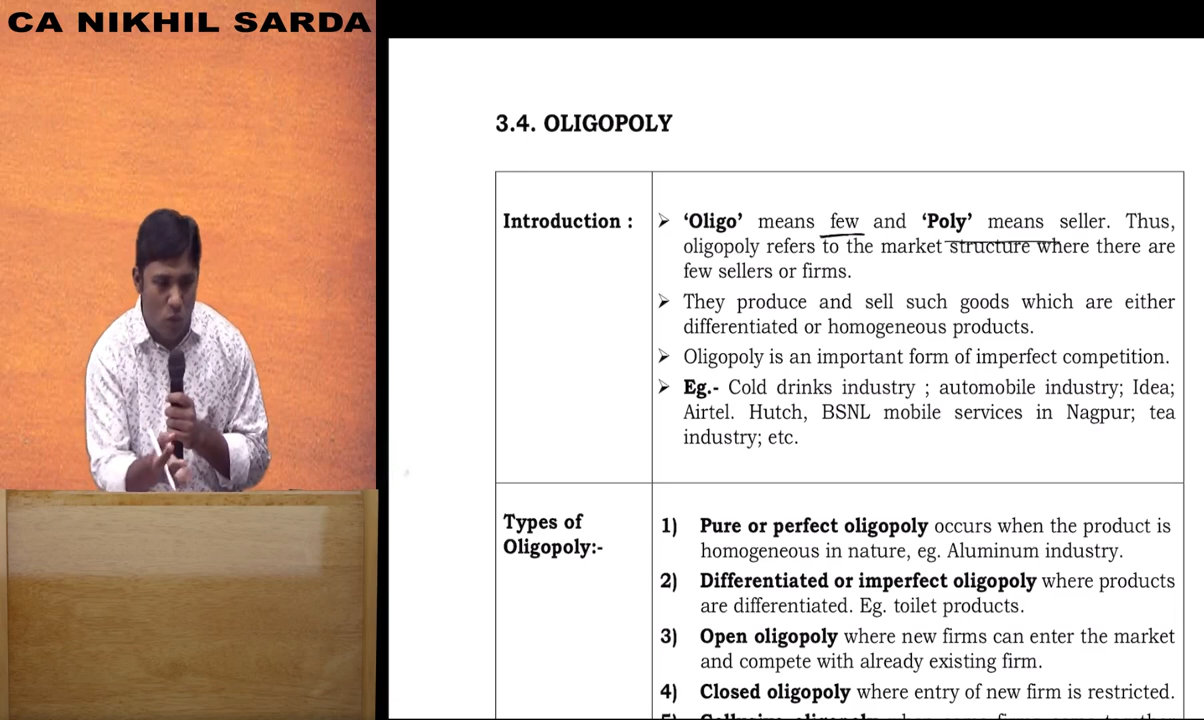 CA NIKHIL SARDA
3.4. OLIGOPOLY
Introduction :
➢ ‘Oligo’ means few and ‘Poly’ means seller. Thus,
oligopoly refers to the market structure where there are
few sellers or firms.
➢ They produce and sell such goods which are either
differentiated or homogeneous products.
➢ Oligopoly is an important form of imperfect competition.
➢ Eg.- Cold drinks industry ; automobile industry; Idea;
Airtel. Hutch, BSNL mobile services in Nagpur; tea
industry; etc.
Types of
Oligopoly:-
1) Pure or perfect oligopoly occurs when the product is
homogeneous in nature, eg. Aluminum industry.
2) Differentiated or imperfect oligopoly where products
are differentiated. Eg. toilet products.
3) Open oligopoly where new firms can enter the market
and compete with already existing firm.
4) Closed oligopoly where entry of new firm is restricted.